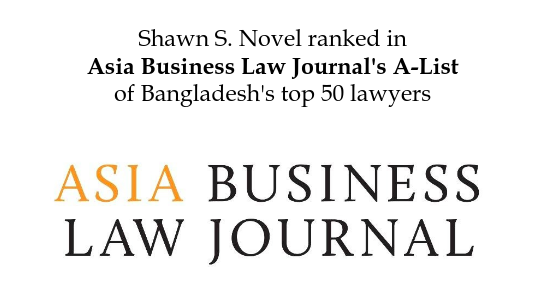 Shawn S. Novel ranked in
Asia Business Law Journal's A-List
of Bangladesh's top 50 lawyers
ASIA BUSINESS
LAW JOURNAL